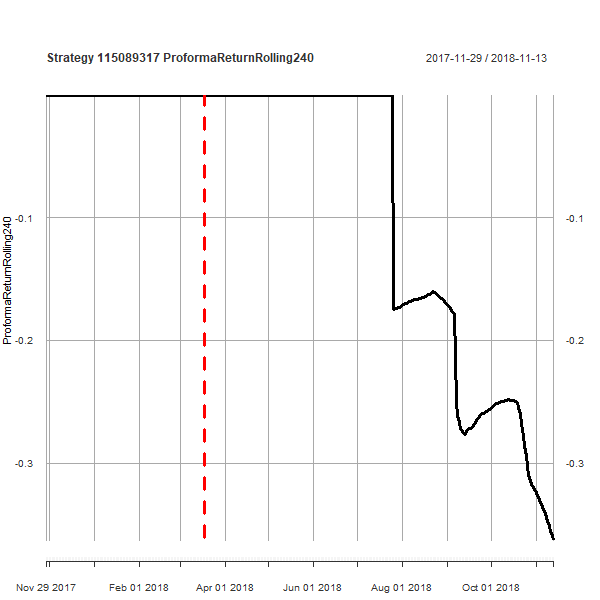 Strategy 115089317 ProformaReturnRolling240
2017-11-29 / 2018-11-13
ProformaReturnRolling240
-0.1
-0.1
-0.2
-0.2
-0.3
-0.3
Nov 29 2017
Feb 01 2018
Apr 01 2018
Jun 01 2018
Aug 01 2018
Oct 01 2018